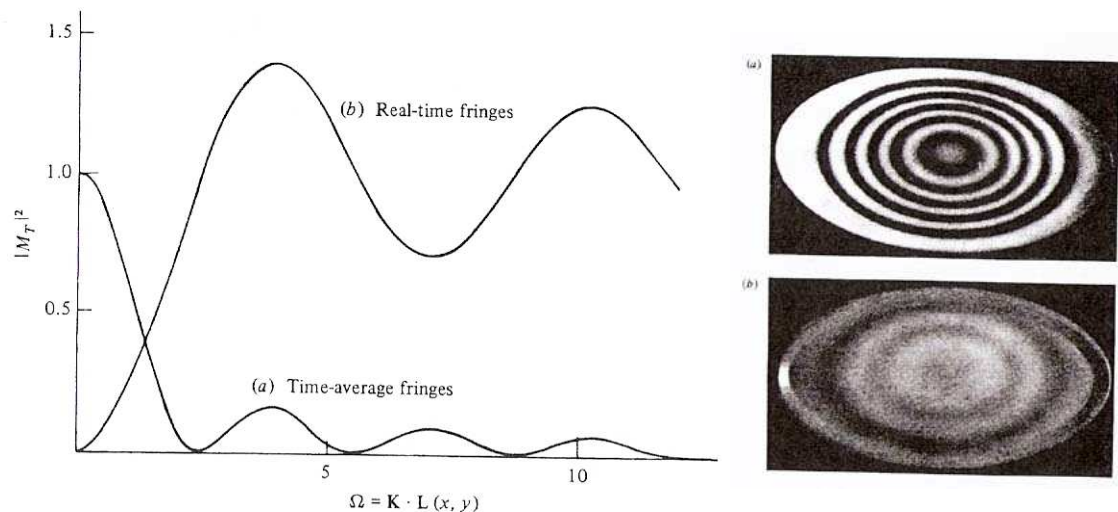 1.5
1.0
0.5
|M_T|²
(b) Real-time fringes
(a) Time-average fringes
5
10
Ω = K · L (x, y)
(a)
(b)